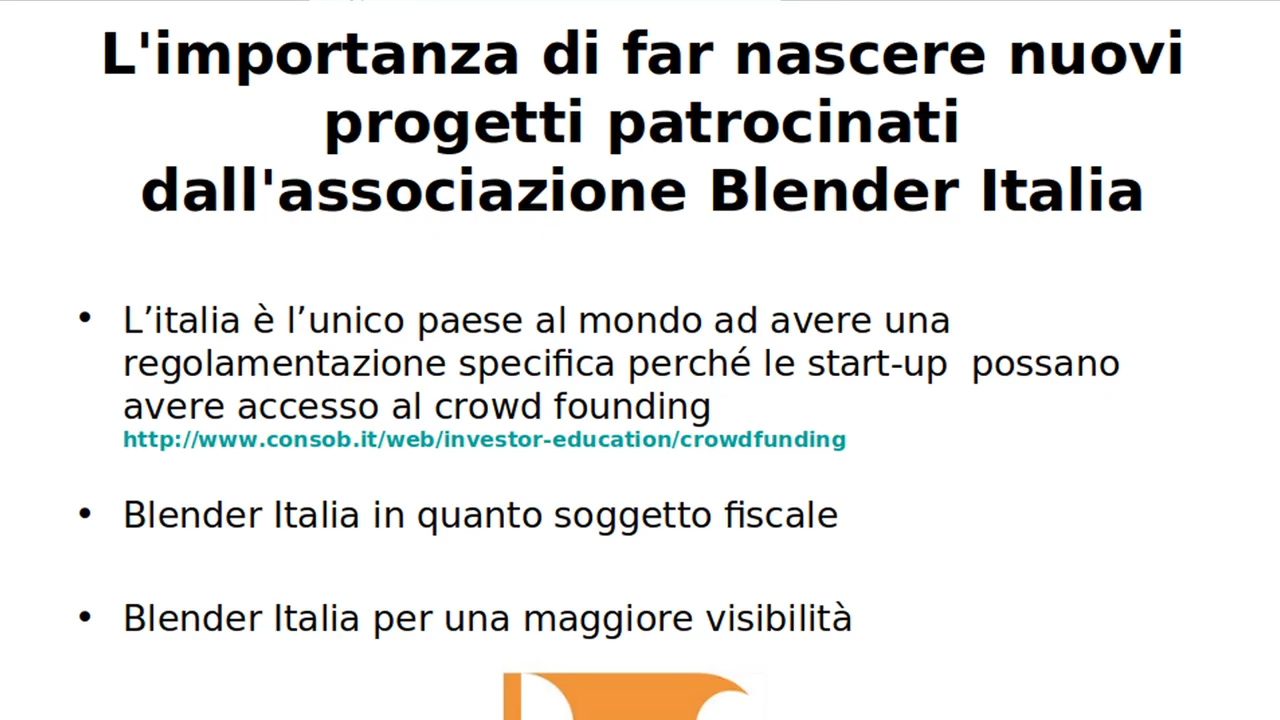 L'importanza di far nascere nuovi
progetti patrocinati
dall'associazione Blender Italia
• L’italia è l’unico paese al mondo ad avere una
regolamentazione specifica perché le start-up  possano
avere accesso al crowd founding
http://www.consob.it/web/investor-education/crowdfunding
• Blender Italia in quanto soggetto fiscale
• Blender Italia per una maggiore visibilità